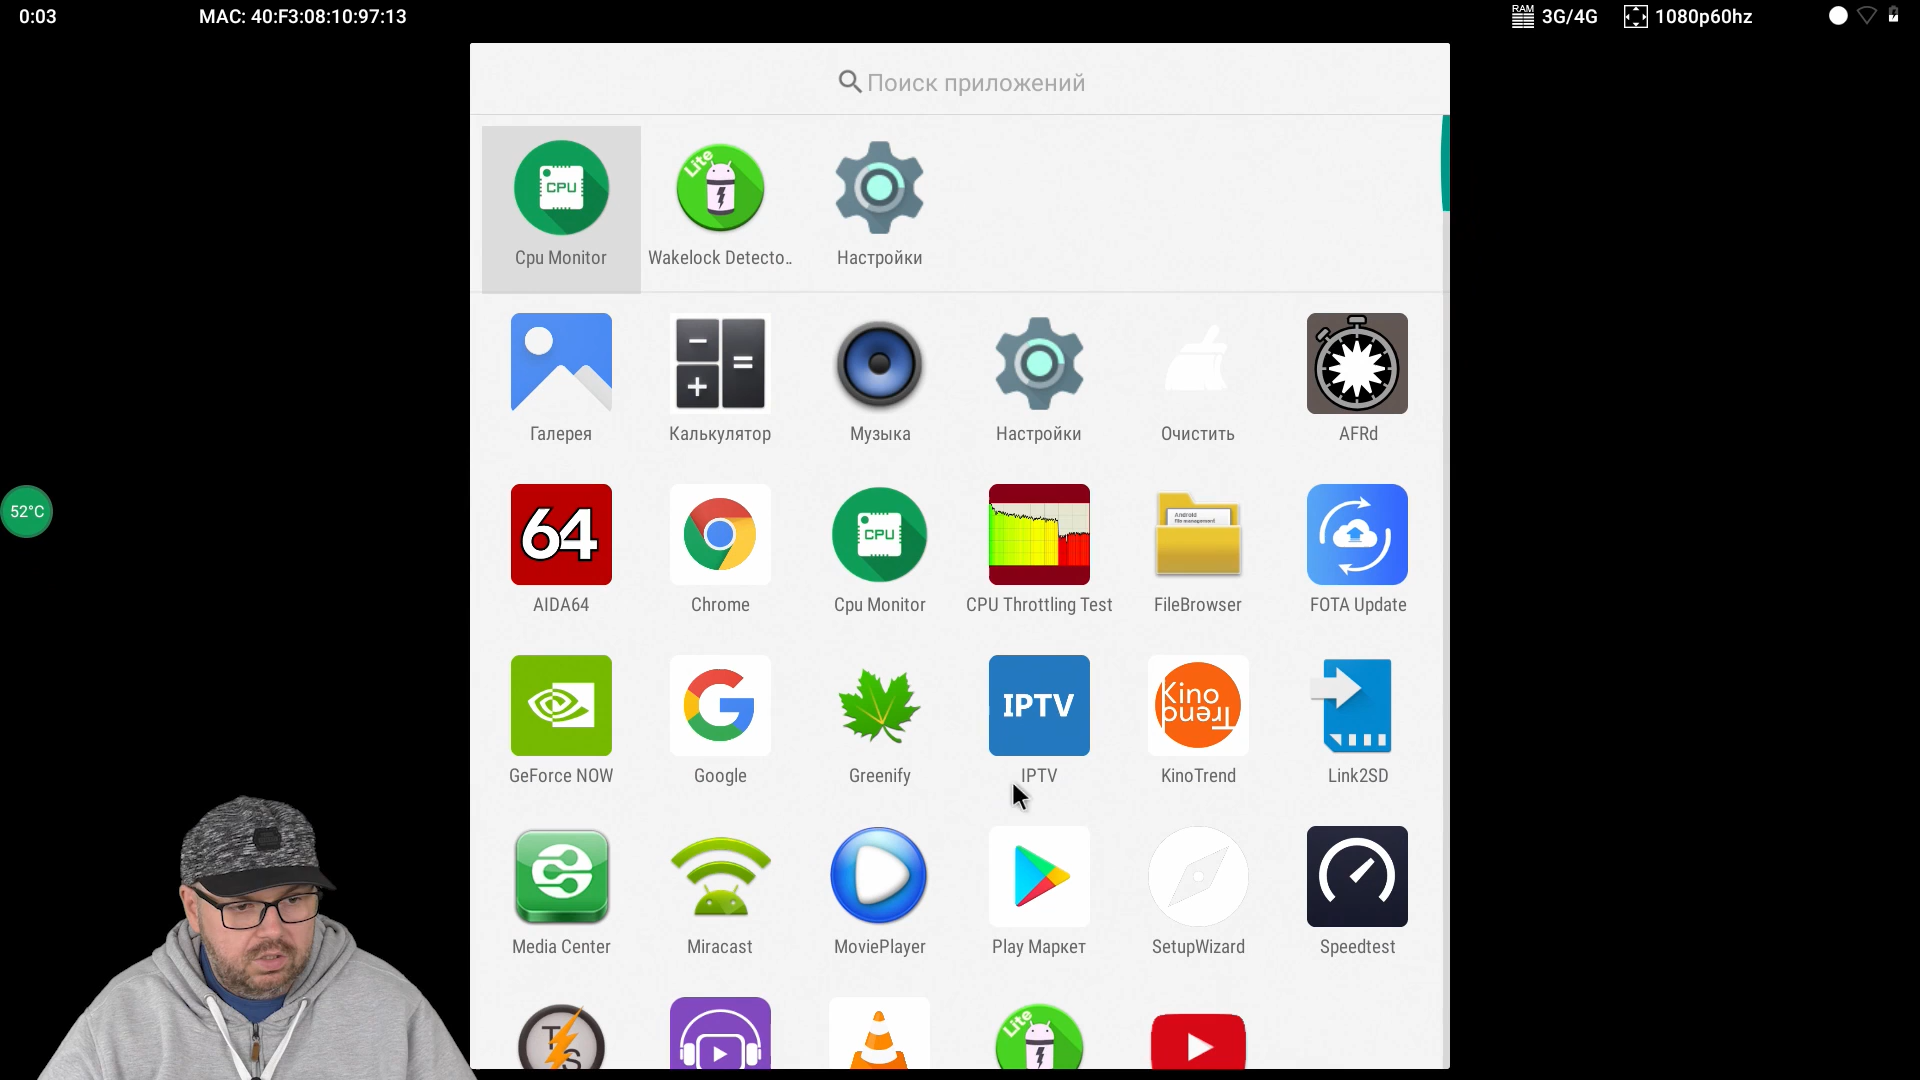 0:03 MAC: 40:F3:08:10:97:13 RAM 3G/4G 1080p60hz
Поиск приложений
CPU Lite
Cpu Monitor Wakelock Detecto.. Настройки
Галерея Калькулятор Музыка Настройки Очистить AFRd
52°C
64 CPU Android file management
AIDA64 Chrome Cpu Monitor CPU Throttling Test FileBrowser FOTA Update
G IPTV Kino Trend
GeForce NOW Google Greenify IPTV KinoTrend Link2SD
Media Center Miracast MoviePlayer Play Маркет SetupWizard Speedtest
T S Lite